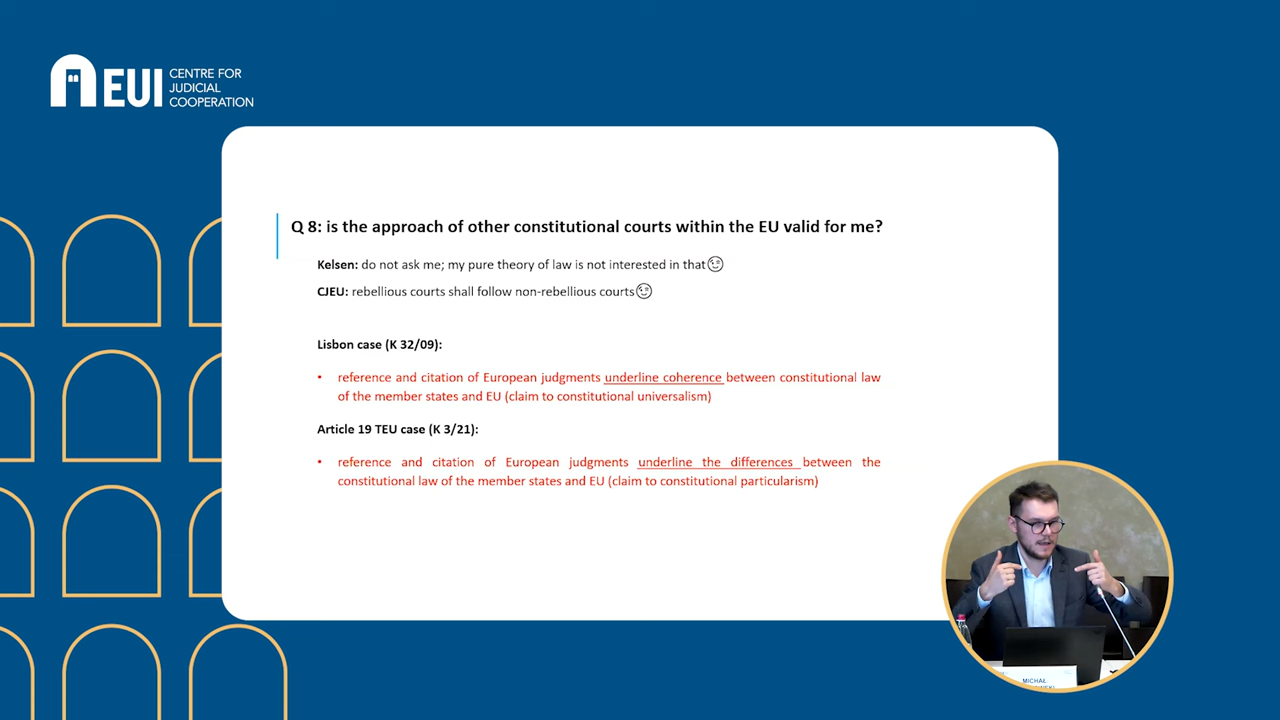 EUI
CENTRE FOR
JUDICIAL
COOPERATION
Q 8: is the approach of other constitutional courts within the EU valid for me?
Kelsen: do not ask me; my pure theory of law is not interested in that😉
CJEU: rebellious courts shall follow non-rebellious courts😉
Lisbon case (K 32/09):
• reference and citation of European judgments underline coherence between constitutional law
of the member states and EU (claim to constitutional universalism)
Article 19 TEU case (K 3/21):
• reference and citation of European judgments underline the differences between the
constitutional law of the member states and EU (claim to constitutional particularism)
MICHAŁ